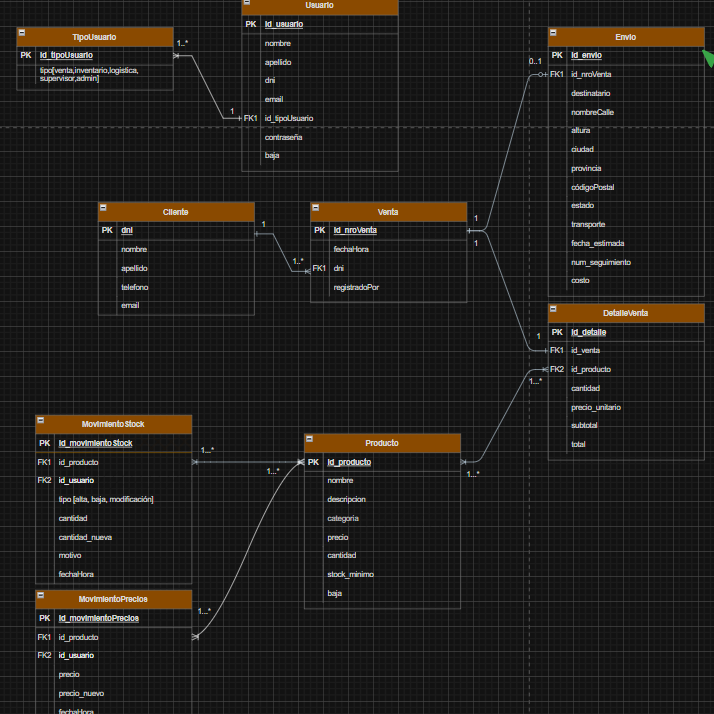 Usuario
PK id_usuario
nombre
apellido
dni
email
FK1 id_tipoUsuario
contraseña
baja
TipoUsuario
PK id_tipoUsuario
tipo[venta,inventario,logistica,
supervisor,admin]
1..*
1
Envio
PK id_envio
FK1 id_nroVenta
destinatario
nombreCalle
altura
ciudad
provincia
códigoPostal
estado
transporte
fecha_estimada
num_seguimiento
costo
0..1
Cliente
PK dni
nombre
apellido
telefono
email
1
1..*
Venta
PK id_nroVenta
fechaHora
FK1 dni
registradoPor
1
1
DetalleVenta
PK id_detalle
FK1 id_venta
FK2 id_producto
cantidad
precio_unitario
subtotal
total
1
1...*
Movimiento Stock
PK id_movimiento Stock
FK1 id_producto
FK2 id_usuario
tipo [alta, baja, modificación]
cantidad
cantidad_nueva
motivo
fechaHora
1...*
1...*
Producto
PK id_producto
nombre
descripcion
categoria
precio
cantidad
stock_minimo
baja
1...*
MovimientoPrecios
PK id_movimientoPrecios
FK1 id_producto
FK2 id_usuario
precio
precio_nuevo
fechaHora
1...*